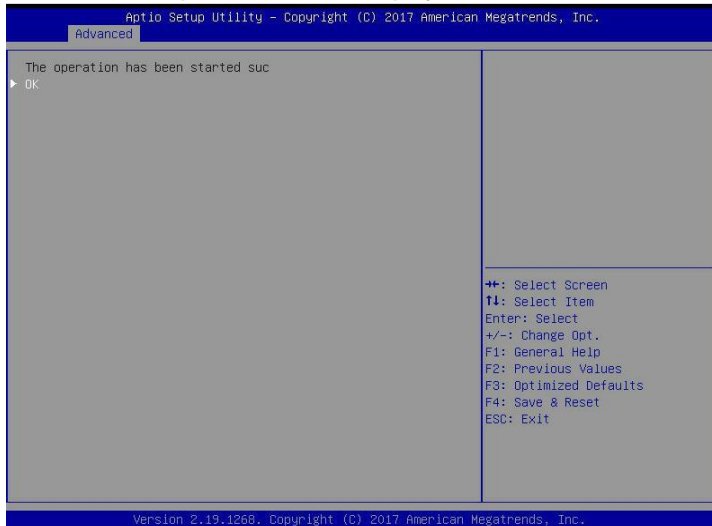 Aptio Setup Utility – Copyright (C) 2017 American Megatrends, Inc.
Advanced
The operation has been started suc
▶ OK
→←: Select Screen
↑↓: Select Item
Enter: Select
+/-: Change Opt.
F1: General Help
F2: Previous Values
F3: Optimized Defaults
F4: Save & Reset
ESC: Exit
Version 2.19.1268. Copyright (C) 2017 American Megatrends, Inc.